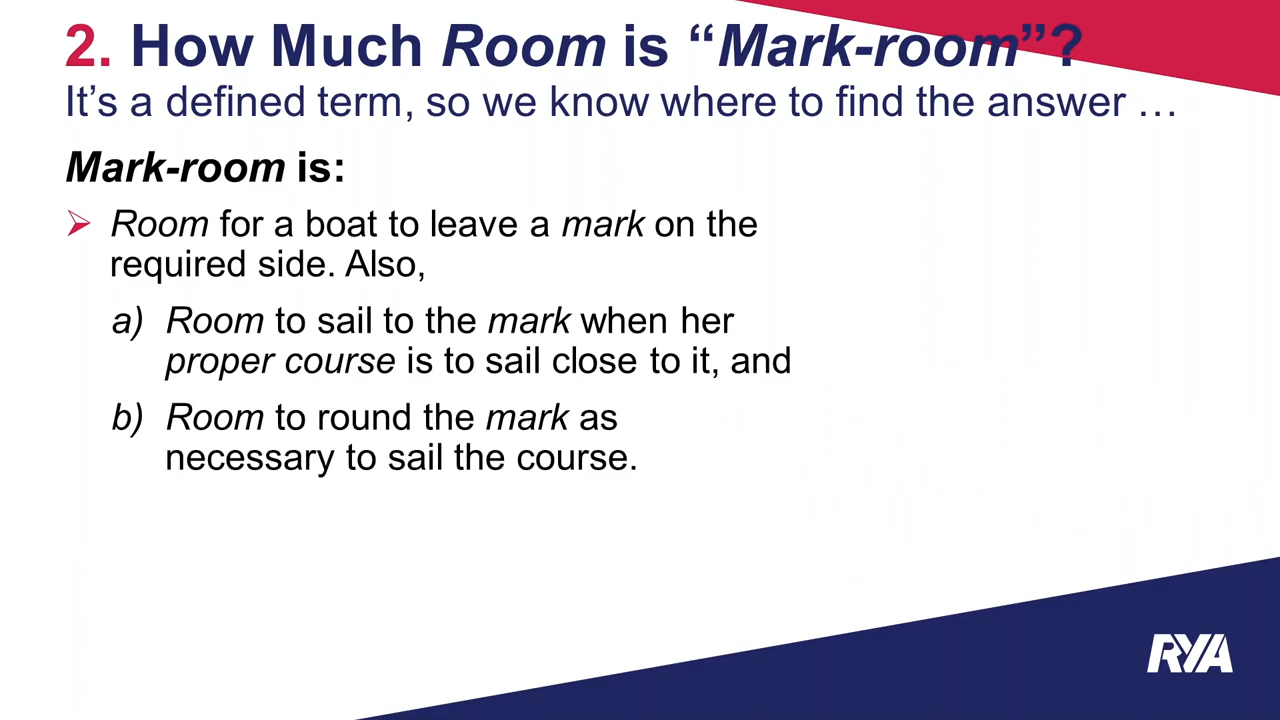 2. How Much Room is “Mark-room”?
It’s a defined term, so we know where to find the answer …
Mark-room is:
Room for a boat to leave a mark on the
required side. Also,
a) Room to sail to the mark when her
proper course is to sail close to it, and
b) Room to round the mark as
necessary to sail the course.
RYA